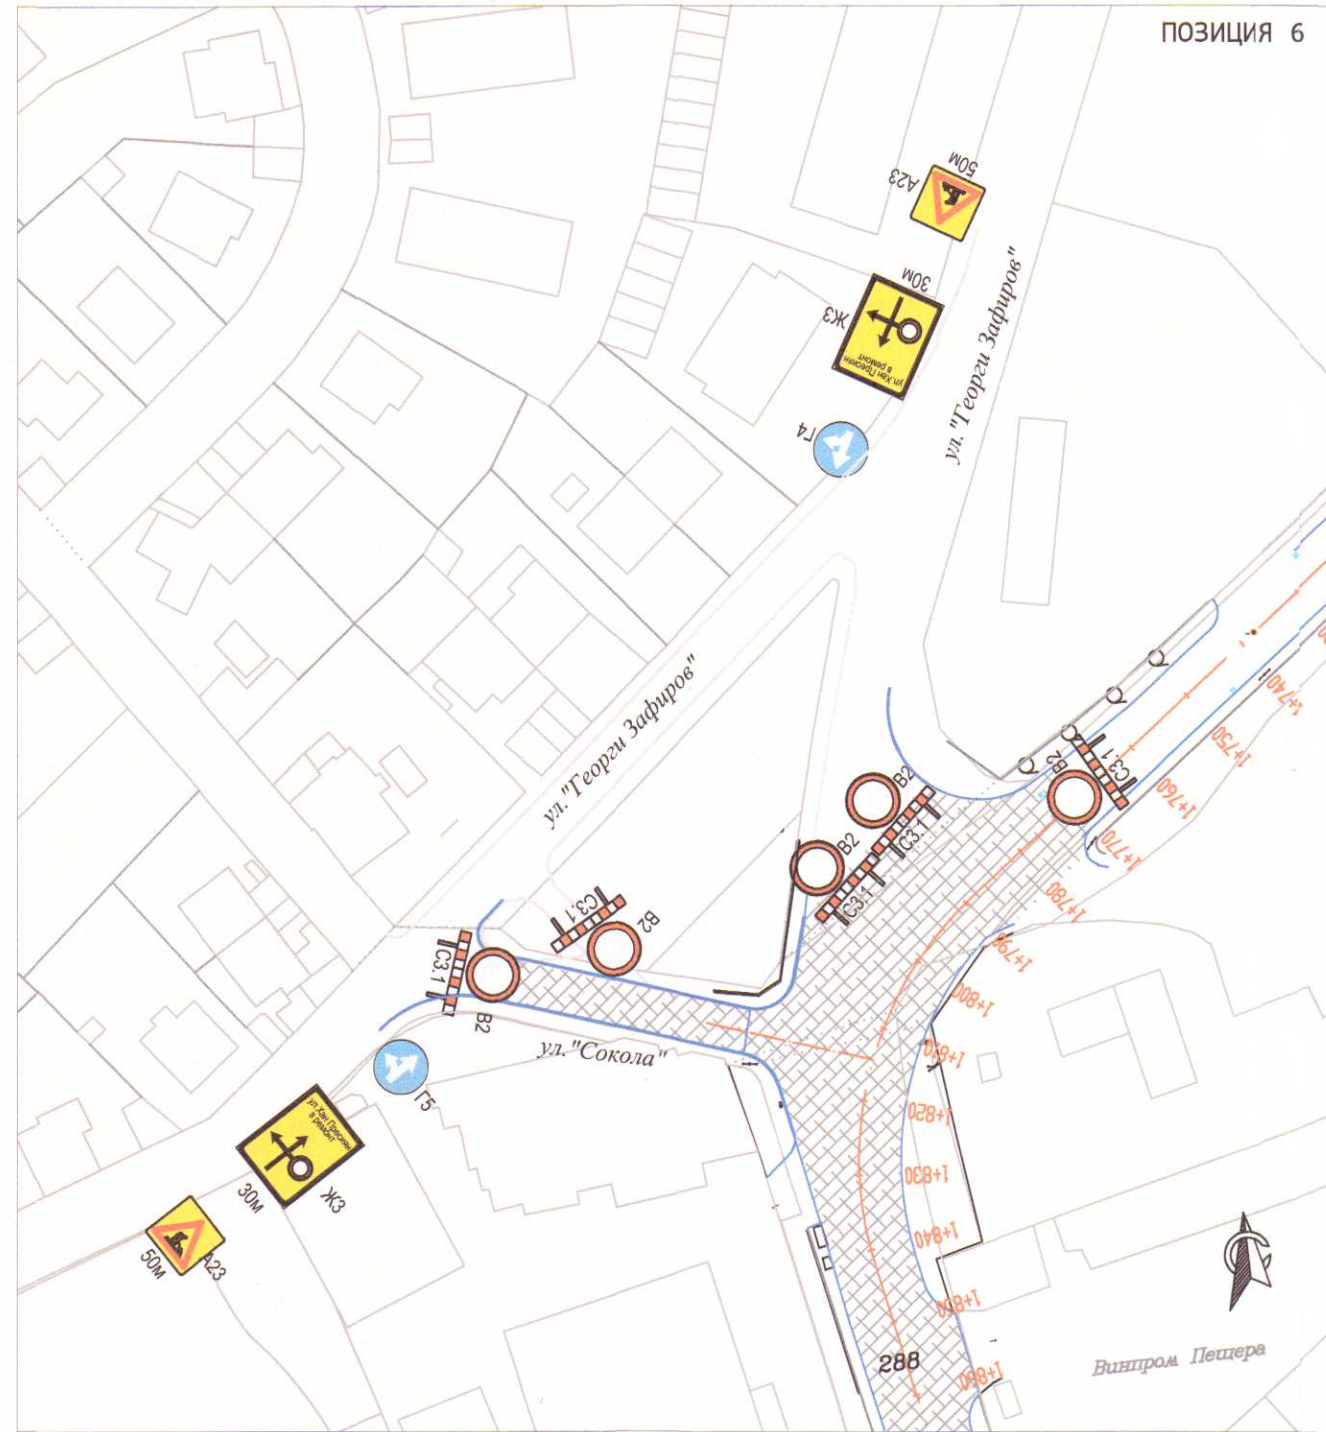 ПОЗИЦИЯ 6
50м
А23
30м
Ж3
ул.Хан Пресиян
в ремонт
Г4
ул. "Георги Зафиров"
ул. "Георги Зафиров"
1+740
1+750
1+760
1+770
1+780
1+790
1+800
1+820
1+830
1+840
1+850
1+860
В2
С3.1
В2
С3.1
В2
С3.1
С3.1
В2
С3.1
В2
ул. "Сокола"
Г5
ул.Хан Пресиян
в ремонт
Ж3
30м
А23
50м
288
Винпром Пещера